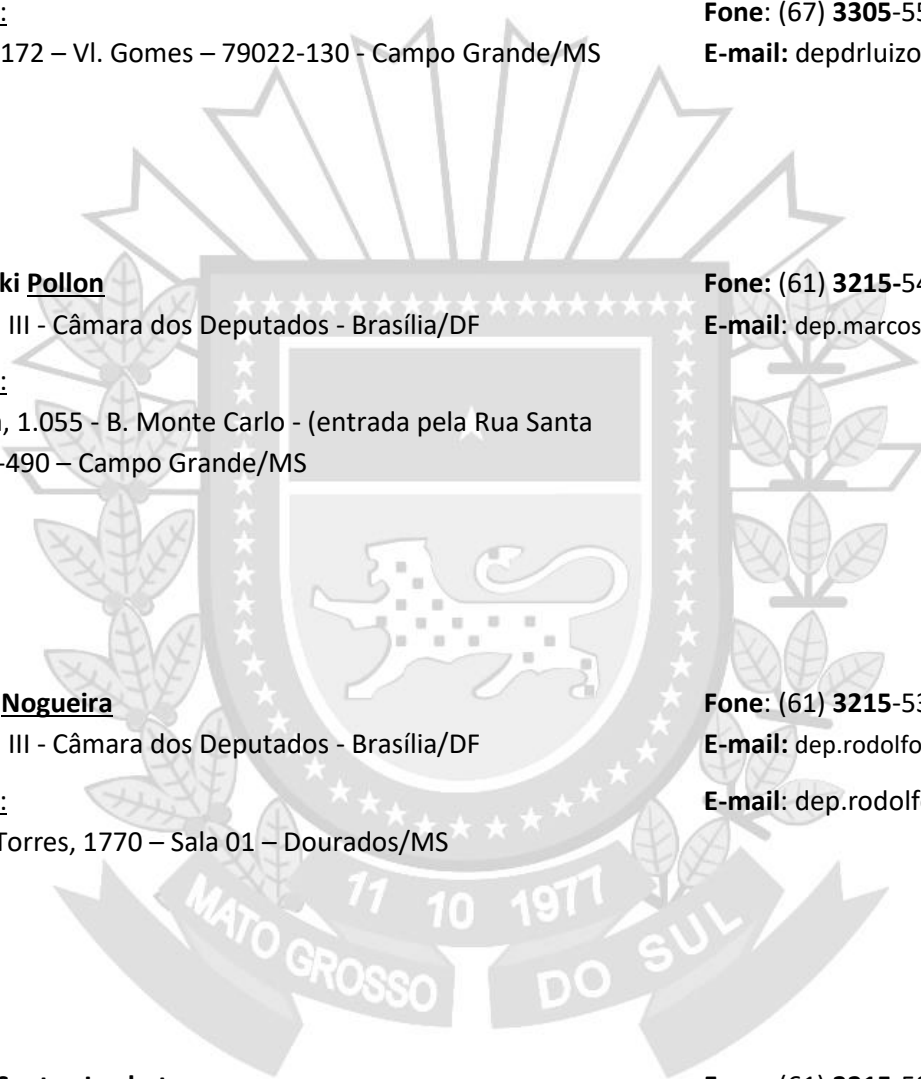 : Fone: (67) 3305-55
172 – Vl. Gomes – 79022-130 - Campo Grande/MS E-mail: depdrluizo
ki Pollon Fone: (61) 3215-54
III - Câmara dos Deputados - Brasília/DF E-mail: dep.marcos
:
, 1.055 - B. Monte Carlo - (entrada pela Rua Santa
-490 – Campo Grande/MS
Nogueira Fone: (61) 3215-53
III - Câmara dos Deputados - Brasília/DF E-mail: dep.rodolfo
: E-mail: dep.rodolf
Torres, 1770 – Sala 01 – Dourados/MS
11 10 1977
MATO GROSSO DO SUL